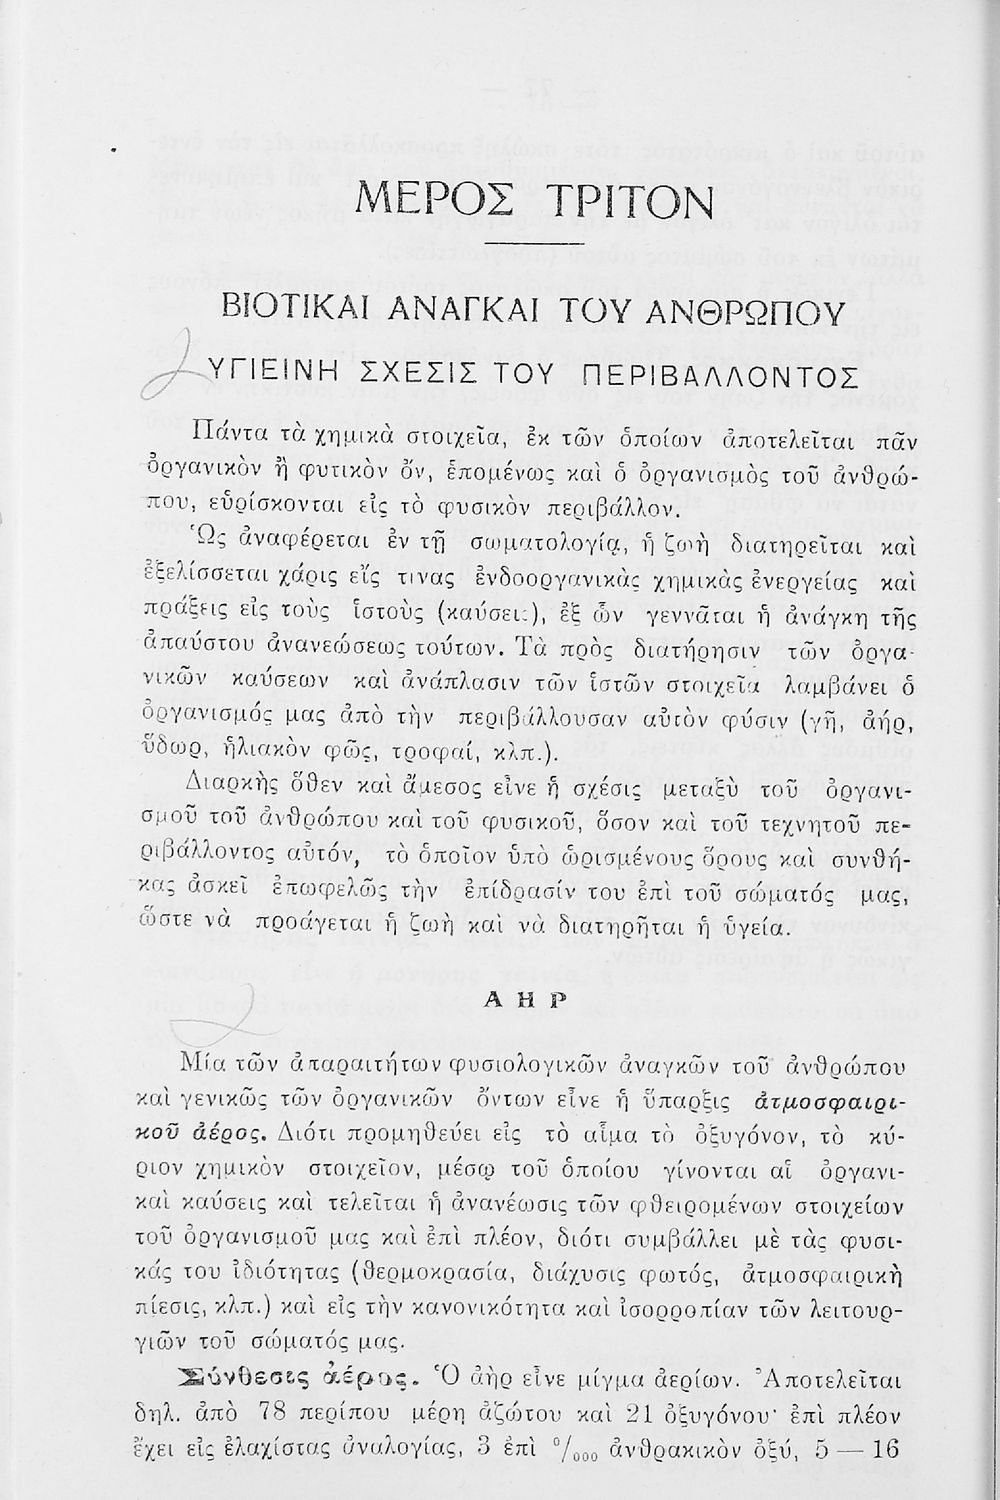 ΜΕΡΟΣ ΤΡΙΤΟΝ
ΒΙΟΤΙΚΑΙ ΑΝΑΓΚΑΙ ΤΟΥ ΑΝΘΡΩΠΟΥ
ΥΓΙΕΙΝΗ ΣΧΕΣΙΣ ΤΟΥ ΠΕΡΙΒΑΛΛΟΝΤΟΣ
Πάντα τὰ χημικὰ στοιχεῖα, ἐκ τῶν ὁποίων ἀποτελεῖται πᾶν
ὀργανικὸν ἢ φυτικὸν ὄν, ἑπομένως καὶ ὁ ὀργανισμὸς τοῦ ἀνθρώ-
που, εὑρίσκονται εἰς τὸ φυσικὸν περιβάλλον.
Ὡς ἀναφέρεται ἐν τῇ σωματολογίᾳ, ἡ ζωὴ διατηρεῖται καὶ
ἐξελίσσεται χάρις εἴς τινας ἐνδοοργανικὰς χημικὰς ἐνεργείας καὶ
πράξεις εἰς τοὺς ἱστοὺς (καύσεις), ἐξ ὧν γεννᾶται ἡ ἀνάγκη τῆς
ἀπαύστου ἀνανεώσεως τούτων. Τὰ πρὸς διατήρησιν τῶν ὀργα-
νικῶν καύσεων καὶ ἀνάπλασιν τῶν ἱστῶν στοιχεῖα λαμβάνει ὁ
ὀργανισμός μας ἀπὸ τὴν περιβάλλουσαν αὐτὸν φύσιν (γῆ, ἀήρ,
ὕδωρ, ἡλιακὸν φῶς, τροφαί, κλπ.).
Διαρκὴς ὅθεν καὶ ἄμεσος εἶνε ἡ σχέσις μεταξὺ τοῦ ὀργανι-
σμοῦ τοῦ ἀνθρώπου καὶ τοῦ φυσικοῦ, ὅσον καὶ τοῦ τεχνητοῦ πε-
ριβάλλοντος αὐτόν, τὸ ὁποῖον ὑπὸ ὡρισμένους ὅρους καὶ συνθή-
κας ἀσκεῖ ἐπωφελῶς τὴν ἐπίδρασίν του ἐπὶ τοῦ σώματός μας,
ὥστε νὰ προάγεται ἡ ζωὴ καὶ νὰ διατηρῆται ἡ ὑγεία.
ΑΗΡ
Μία τῶν ἀπαραιτήτων φυσιολογικῶν ἀναγκῶν τοῦ ἀνθρώπου
καὶ γενικῶς τῶν ὀργανικῶν ὄντων εἶνε ἡ ὕπαρξις ἀτμοσφαιρι-
κοῦ ἀέρος. Διότι προμηθεύει εἰς τὸ αἷμα τὸ ὀξυγόνον, τὸ κύ-
ριον χημικὸν στοιχεῖον, μέσῳ τοῦ ὁποίου γίνονται αἱ ὀργανι-
καὶ καύσεις καὶ τελεῖται ἡ ἀνανέωσις τῶν φθειρομένων στοιχείων
τοῦ ὀργανισμοῦ μας καὶ ἐπὶ πλέον, διότι συμβάλλει μὲ τὰς φυσι-
κάς του ἰδιότητας (θερμοκρασία, διάχυσις φωτός, ἀτμοσφαιρικὴ
πίεσις, κλπ.) καὶ εἰς τὴν κανονικότητα καὶ ἰσορροπίαν τῶν λειτουρ-
γιῶν τοῦ σώματός μας.
Σύνθεσις ἀέρος. Ὁ ἀὴρ εἶνε μίγμα ἀερίων. Ἀποτελεῖται
δηλ. ἀπὸ 78 περίπου μέρη ἀζώτου καὶ 21 ὀξυγόνου· ἐπὶ πλέον
ἔχει εἰς ἐλαχίστας ἀναλογίας, 3 ἐπὶ ⁰/₀₀₀ ἀνθρακικὸν ὀξύ, 5 — 16